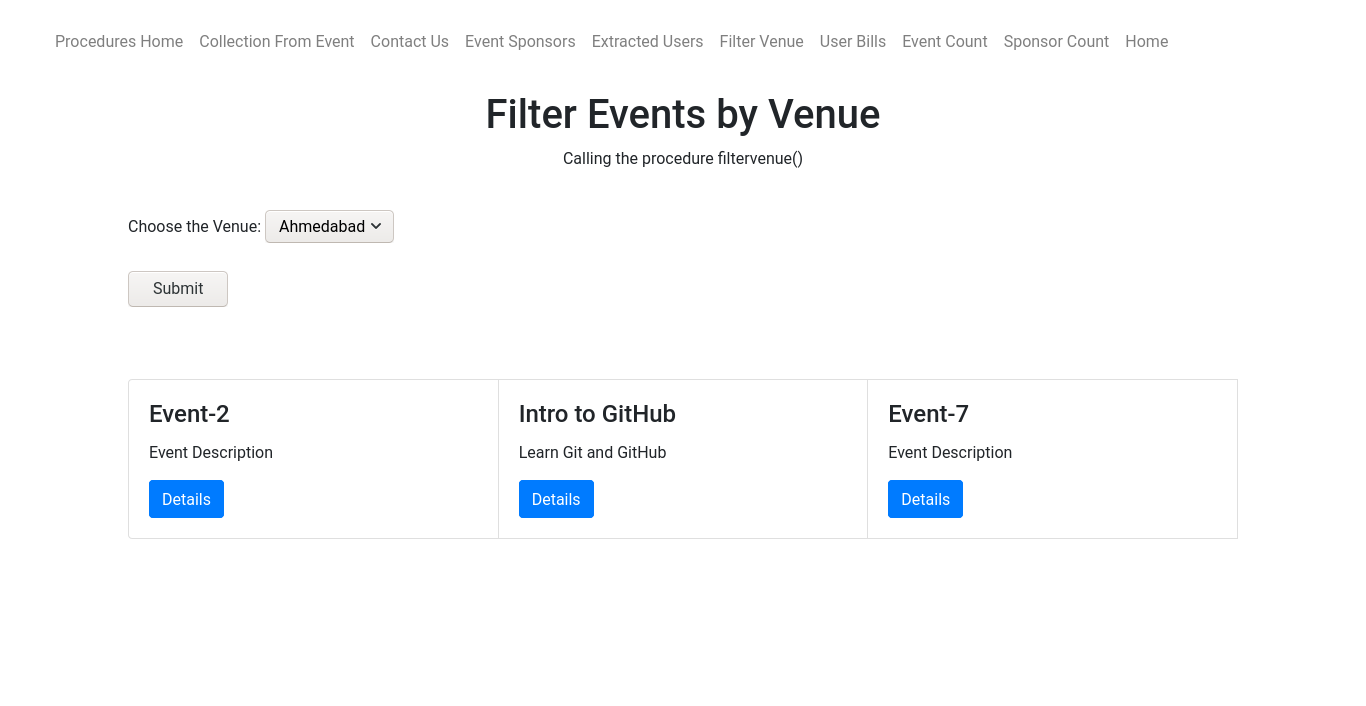 Procedures Home Collection From Event Contact Us Event Sponsors Extracted Users Filter Venue User Bills Event Count Sponsor Count Home
Filter Events by Venue
Calling the procedure filtervenue()
Choose the Venue: Ahmedabad
Submit
Event-2
Event Description
Details
Intro to GitHub
Learn Git and GitHub
Details
Event-7
Event Description
Details